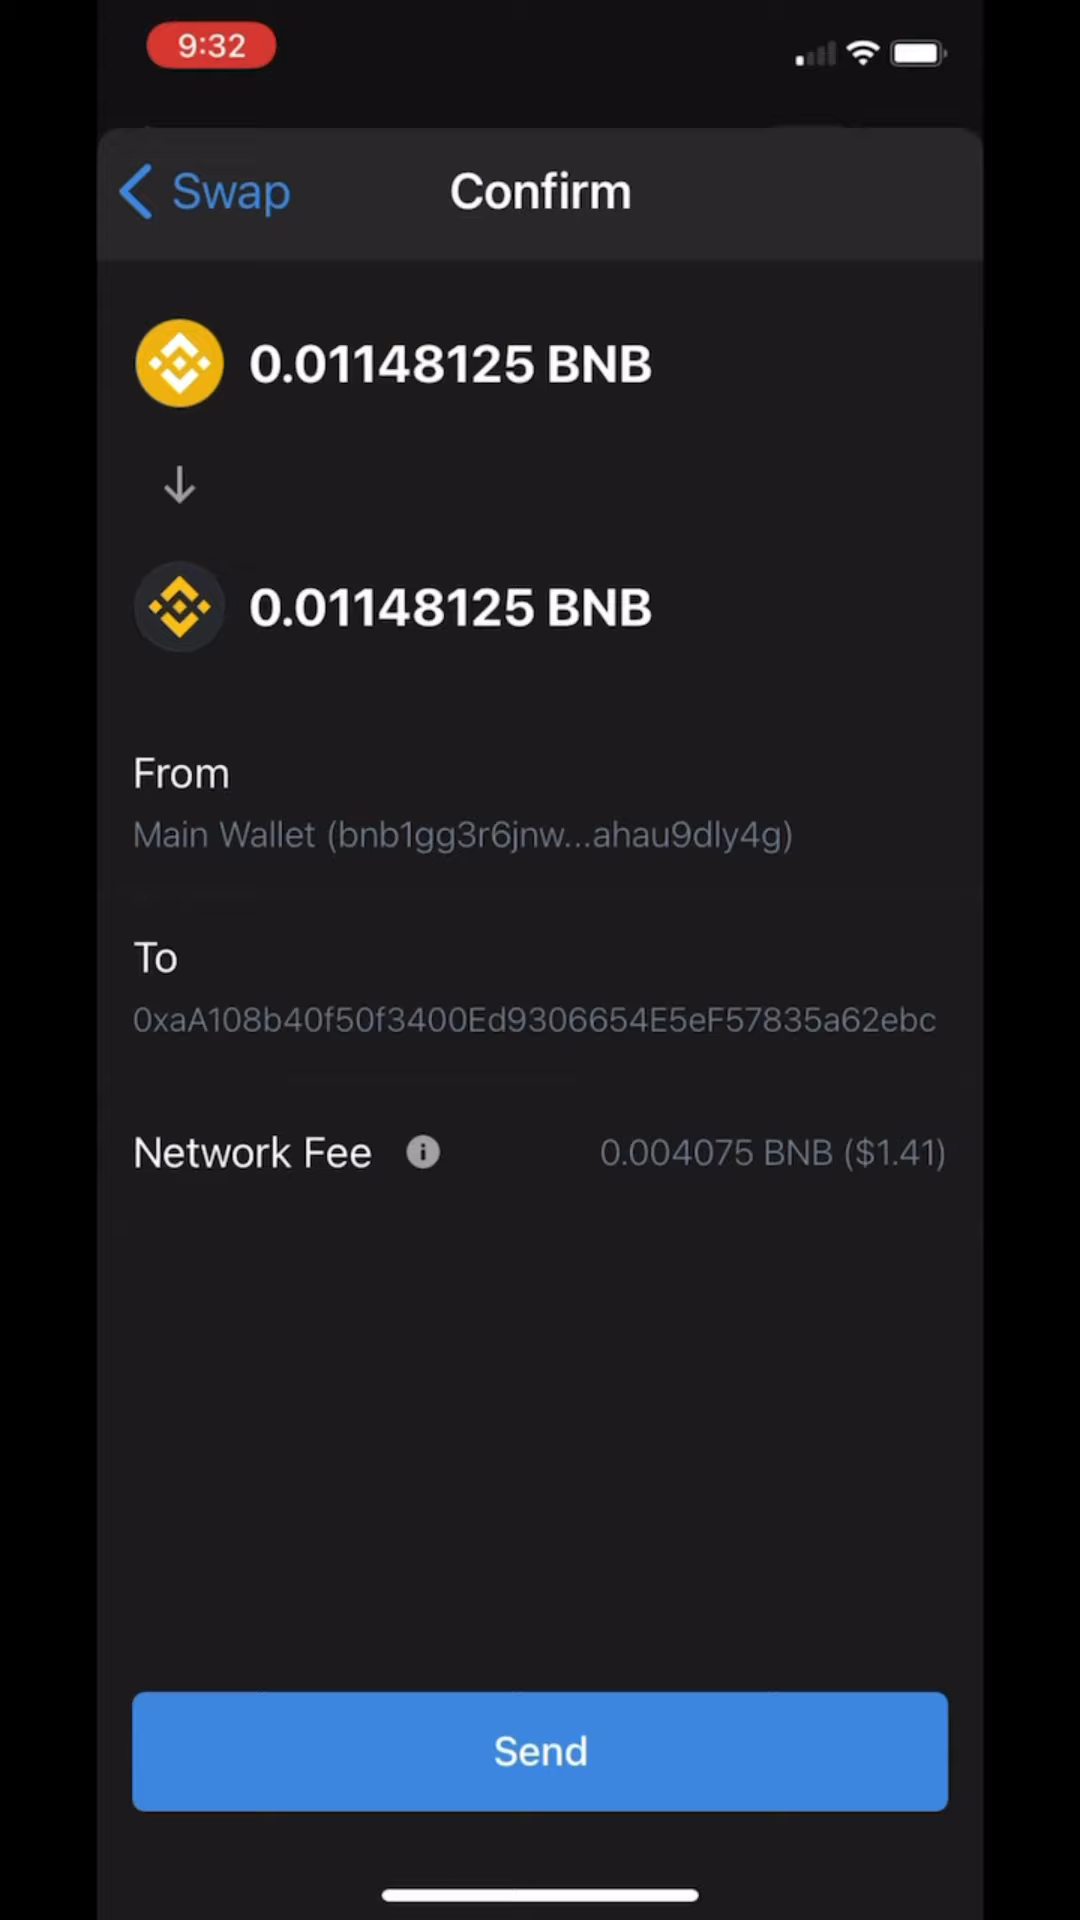 9:32
Swap
Confirm
0.01148125 BNB
0.01148125 BNB
From
Main Wallet (bnb1gg3r6jnw...ahau9dly4g)
To
0xaA108b40f50f3400Ed9306654E5eF57835a62ebc
Network Fee
0.004075 BNB ($1.41)
Send